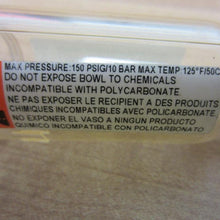 MAX PRESSURE:150 PSIG/10 BAR MAX TEMP 125°F/50C
DO NOT EXPOSE BOWL TO CHEMICALS
INCOMPATIBLE WITH POLYCARBONATE.
NE PAS EXPOSER LE RECIPIENT A DES PRODUITS
CHIMIQUES INCOMPATIBLES AVEC POLICARBONATE.
NO EXPONER EL VASO A NINGUN PRODUCTO
QUIMICO INCOMPATIBLE CON POLICARBONATO